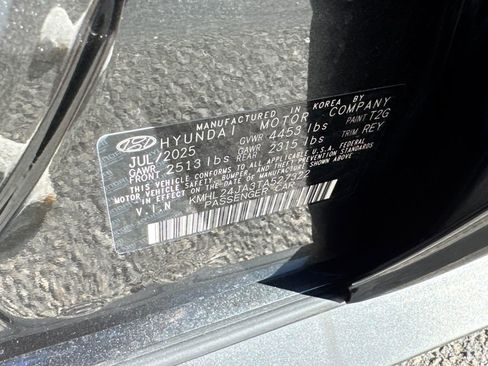 MANUFACTURED IN KOREA BY
HYUNDAI MOTOR COMPANY
JUL/2025 GVWR 4453 lbs PAINT T2G
GAWR FRT 2513 lbs GAWR REAR 2315 lbs TRIM REY
THIS VEHICLE CONFORMS TO ALL APPLICABLE U.S.A. FEDERAL
MOTOR VEHICLE SAFETY, BUMPER, AND THEFT PREVENTION STANDARDS
IN EFFECT ON THE DATE OF MANUFACTURE SHOWN ABOVE
V.I.N KMHL24JA3TA527322
PASSENGER CAR